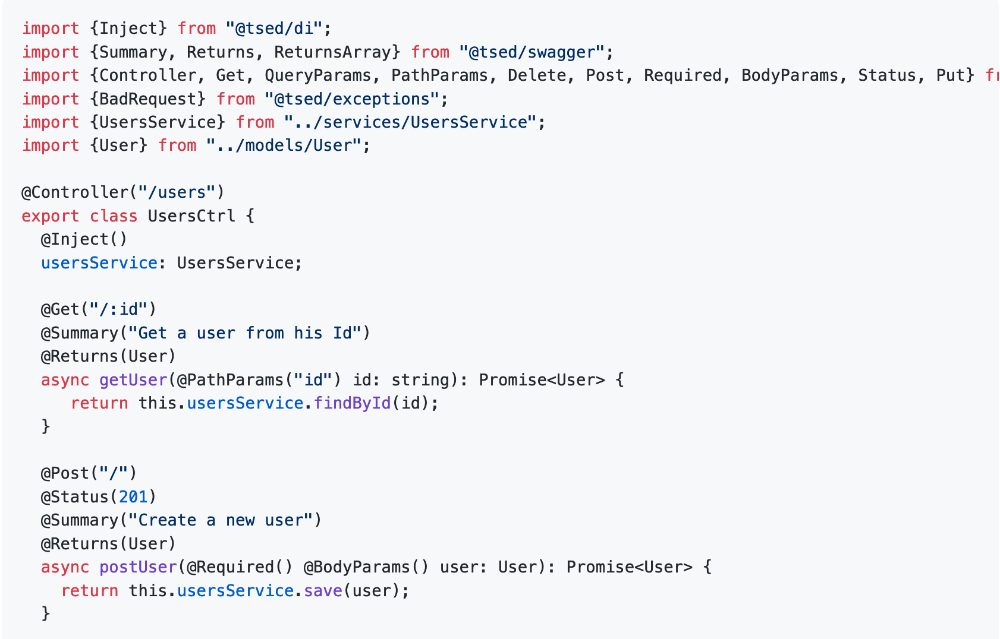 import {Inject} from "@tsed/di";
import {Summary, Returns, ReturnsArray} from "@tsed/swagger";
import {Controller, Get, QueryParams, PathParams, Delete, Post, Required, BodyParams, Status, Put}
import {BadRequest} from "@tsed/exceptions";
import {UsersService} from "../services/UsersService";
import {User} from "../models/User";
@Controller("/users")
export class UsersCtrl {
  @Inject()
  usersService: UsersService;
  @Get("/:id")
  @Summary("Get a user from his Id")
  @Returns(User)
  async getUser(@PathParams("id") id: string): Promise<User> {
     return this.usersService.findById(id);
  }
  @Post("/")
  @Status(201)
  @Summary("Create a new user")
  @Returns(User)
  async postUser(@Required() @BodyParams() user: User): Promise<User> {
    return this.usersService.save(user);
  }